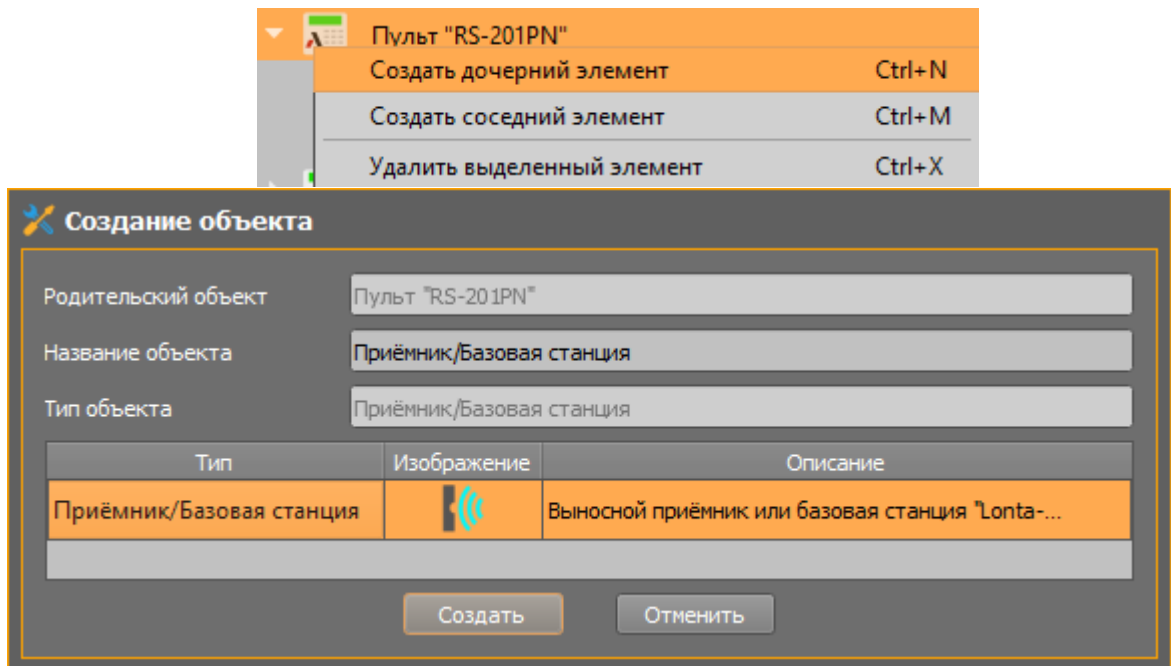 Пульт "RS-201PN"
Создать дочерний элемент Ctrl+N
Создать соседний элемент Ctrl+M
Удалить выделенный элемент Ctrl+X
Создание объекта
Родительский объект Пульт "RS-201PN"
Название объекта Приёмник/Базовая станция
Тип объекта Приёмник/Базовая станция
Тип Изображение Описание
Приёмник/Базовая станция Выносной приёмник или базовая станция "Lonta-...
Создать Отменить